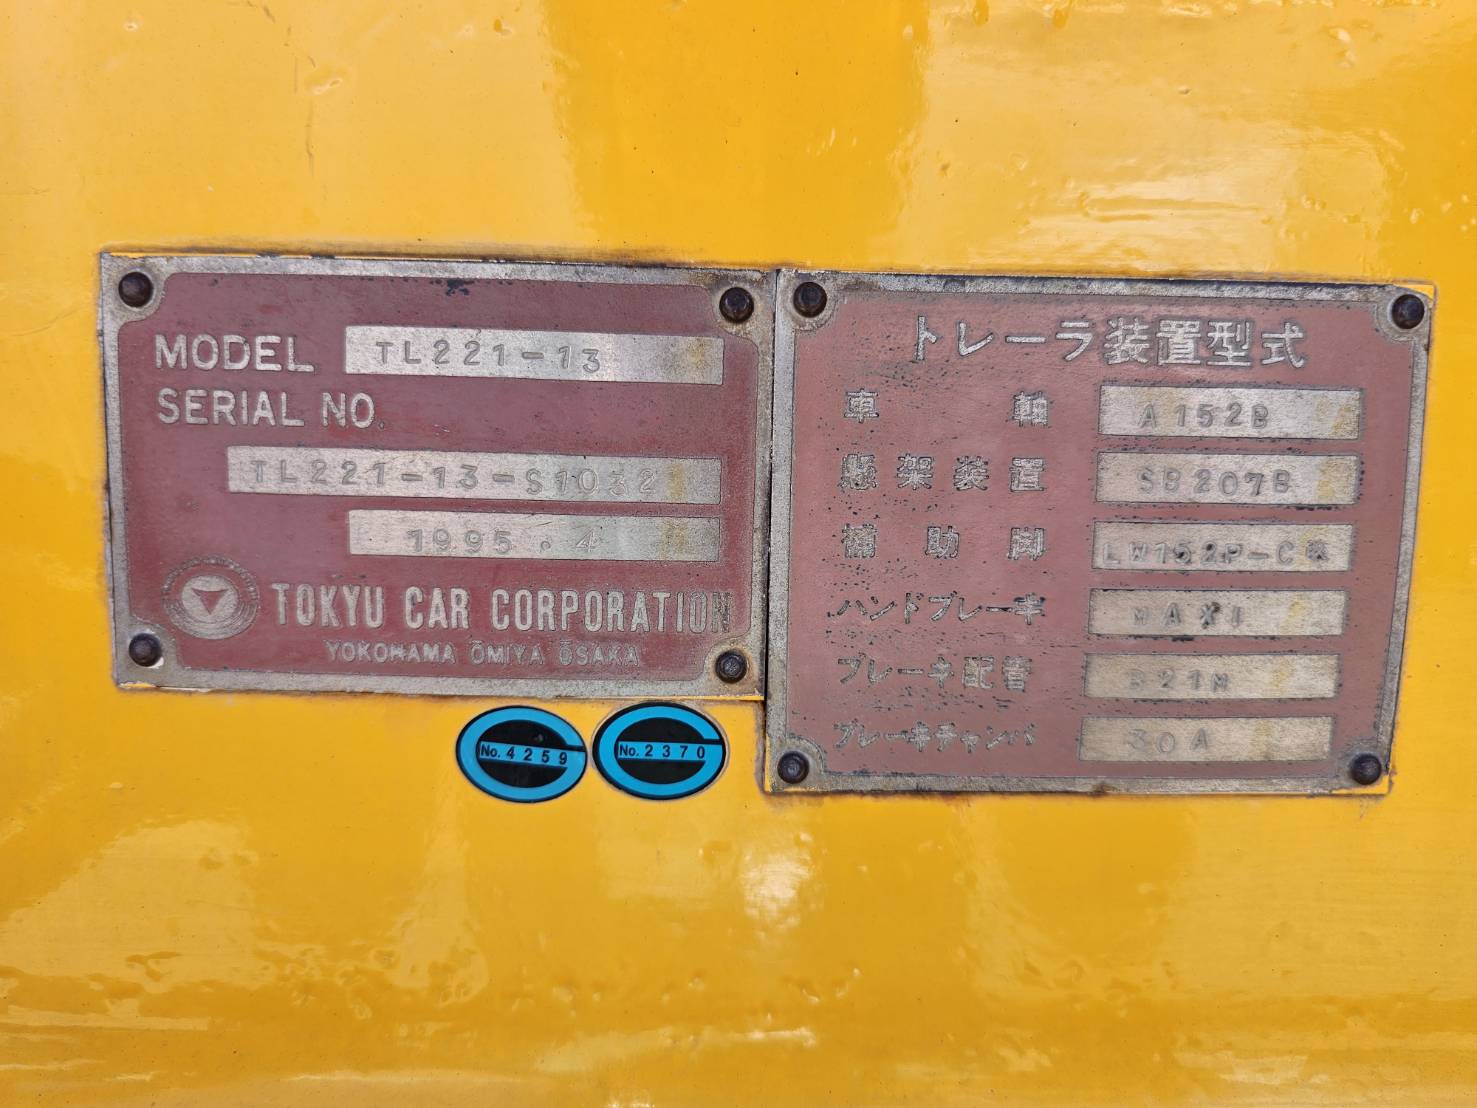 MODEL TL221-13
SERIAL NO.
TL221-13-S1032
1995.4
TOKYU CAR CORPORATION
YOKOHAMA ŌMIYA ŌSAKA
No. 4259
No. 2370
トレーラ装置型式
車軸 A152B
懸架装置 SB207B
補助脚 LW152P-C
ハンドブレーキ MAXI
ブレーキ配管 321M
ブレーキチャンバ 30A